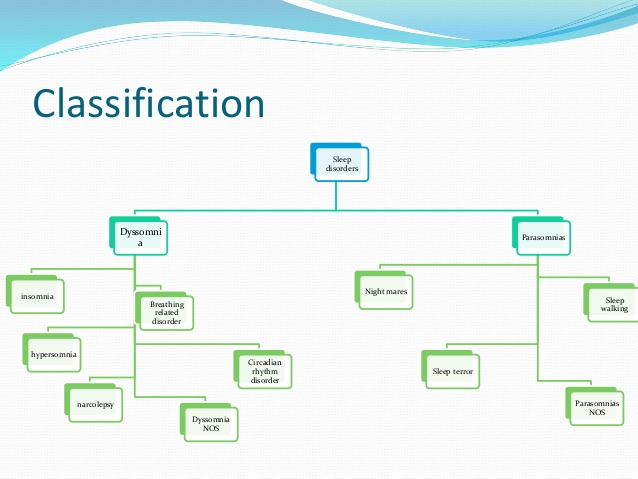 Classification
Sleep
disorders
Dyssomni
a
Parasomnias
insomnia
Breathing
related
disorder
hypersomnia
Circadian
rhythm
disorder
narcolepsy
Dyssomnia
NOS
Night mares
Sleep
walking
Sleep terror
Parasomnias
NOS